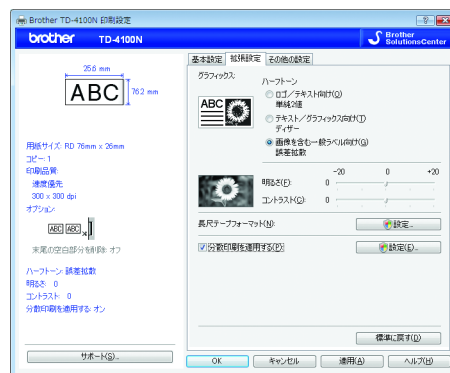 Brother TD-4100N 印刷設定
brother TD-4100N
Brother
SolutionsCenter
25.6 mm
ABC
76.2 mm
用紙サイズ: RD 76mm x 26mm
コピー: 1
印刷品質:
速度優先
300 x 300 dpi
オプション:
ABC ABC
末尾の空白部分を削除: オフ
ハーフトーン: 誤差拡散
明るさ: 0
コントラスト: 0
分散印刷を適用する: オン
サポート(S)...
基本設定 拡張設定 その他の設定
グラフィックス:
ABC
ハーフトーン
ロゴ/テキスト向け(O)
単純2値
テキスト/グラフィックス向け(T)
ディザー
画像を含む一般ラベル向け(G)
誤差拡散
-20 0 +20
明るさ(F): 0
コントラスト(C): 0
長尺テープフォーマット(N): 設定...
分散印刷を適用する(P): 設定(E)...
標準に戻す(D)
OK キャンセル 適用(A) ヘルプ(H)